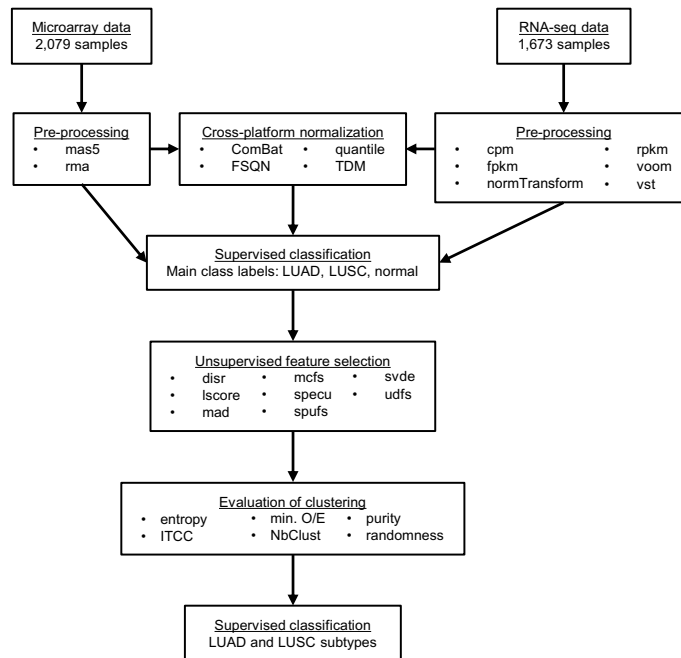 Microarray data
2,079 samples
RNA-seq data
1,673 samples
Pre-processing
• mas5
• rma
Cross-platform normalization
• ComBat • quantile
• FSQN • TDM
Pre-processing
• cpm • rpkm
• fpkm • voom
• normTransform • vst
Supervised classification
Main class labels: LUAD, LUSC, normal
Unsupervised feature selection
• disr • mcfs • svde
• lscore • specu • udfs
• mad • spufs
Evaluation of clustering
• entropy • min. O/E • purity
• ITCC • NbClust • randomness
Supervised classification
LUAD and LUSC subtypes